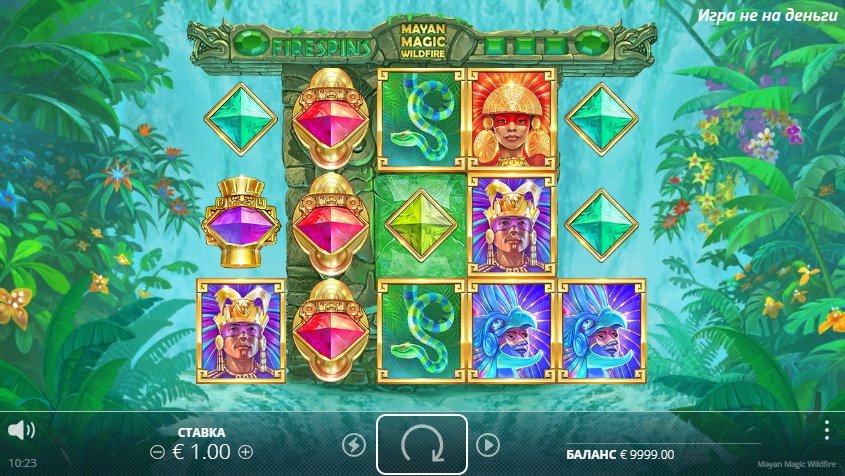 Игра не на деньги
FIRESPINS
MAYAN
MAGIC
WILDFIRE
СТАВКА
€ 1.00
БАЛАНС € 9999.00
10:23
Mayan Magic Wildfire